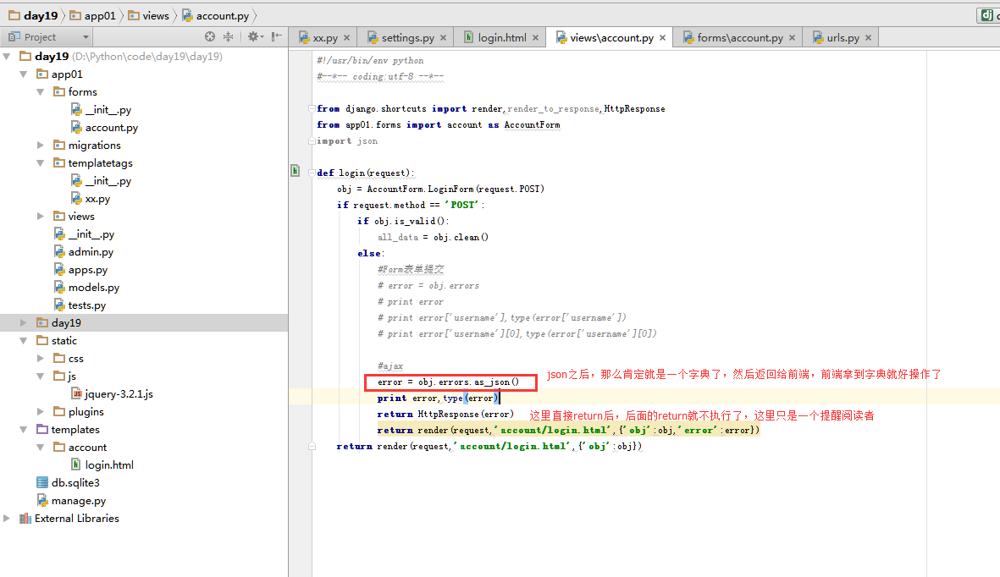 day19 app01 views account.py
Project
xx.py settings.py login.html views\account.py forms\account.py urls.py
day19 (D:\Python\code\day19\day19)
app01
forms
__init__.py
account.py
migrations
templatetags
__init__.py
xx.py
views
__init__.py
admin.py
apps.py
models.py
tests.py
day19
static
css
js
jquery-3.2.1.js
plugins
templates
account
login.html
db.sqlite3
manage.py
External Libraries
#!/usr/bin/env python
#--*-- coding:utf-8 --*--
from django.shortcuts import render,render_to_response,HttpResponse
from app01.forms import account as AccountForm
import json
def login(request):
obj = AccountForm.LoginForm(request.POST)
if request.method == 'POST':
if obj.is_valid():
all_data = obj.clean()
else:
#Form表单提交
# error = obj.errors
# print error
# print error['username'],type(error['username'])
# print error['username'][0],type(error['username'][0])
#ajax
error = obj.errors.as_json() json之后，那么肯定就是一个字典了，然后返回给前端，前端拿到字典就好操作了
print error,type(error)
return HttpResponse(error) 这里直接return后，后面的return就不执行了，这里只是一个提醒阅读者
return render(request,'account/login.html',{'obj':obj,'error':error})
return render(request,'account/login.html',{'obj':obj})